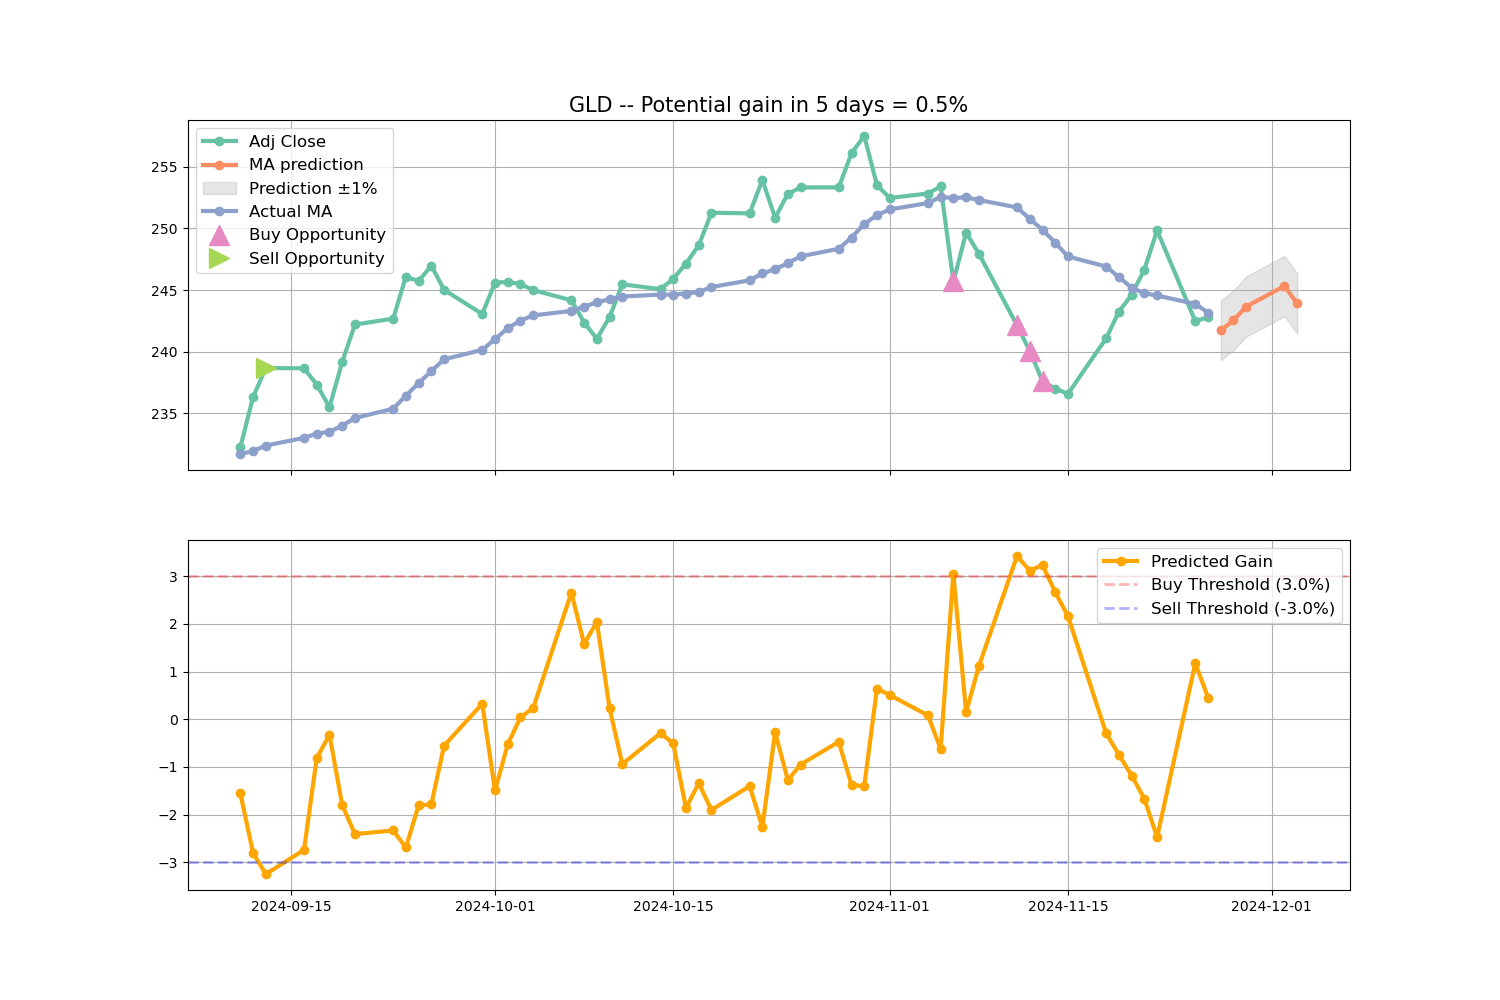 GLD -- Potential gain in 5 days = 0.5%
Adj Close
MA prediction
Prediction ±1%
Actual MA
Buy Opportunity
Sell Opportunity
255
250
245
240
235
Predicted Gain
Buy Threshold (3.0%)
Sell Threshold (-3.0%)
3
2
1
0
−1
−2
−3
2024-09-15 2024-10-01 2024-10-15 2024-11-01 2024-11-15 2024-12-01